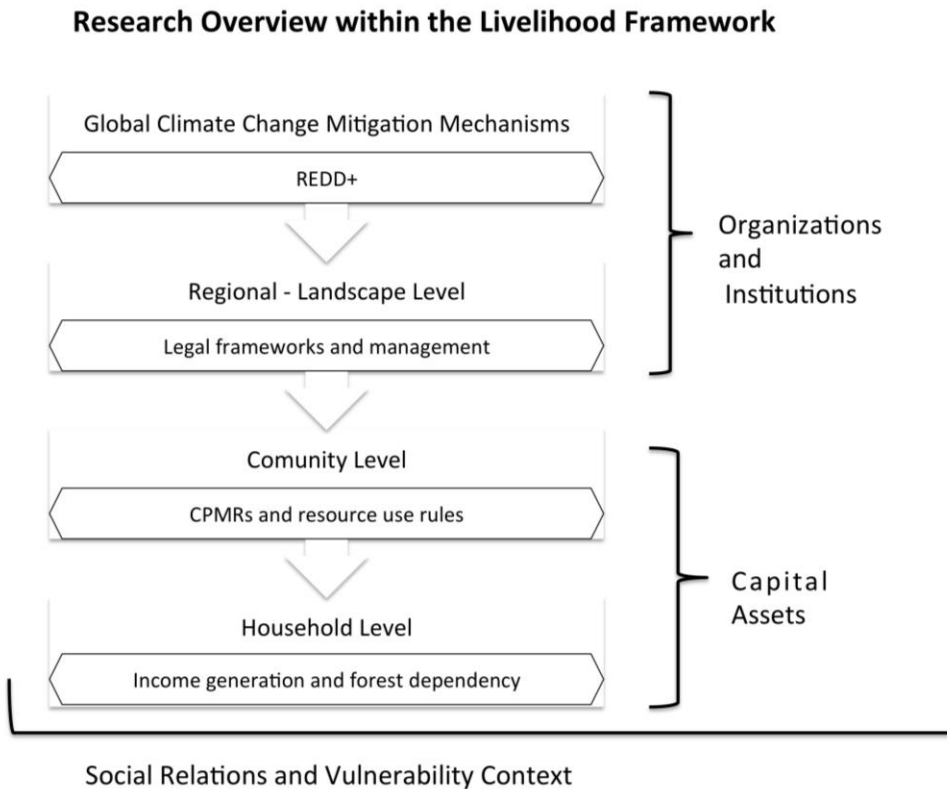 Research Overview within the Livelihood Framework
Global Climate Change Mitigation Mechanisms
REDD+
Regional - Landscape Level
Legal frameworks and management
Comunity Level
CPMRs and resource use rules
Household Level
Income generation and forest dependency
Organizations
and
Institutions
Capital
Assets
Social Relations and Vulnerability Context